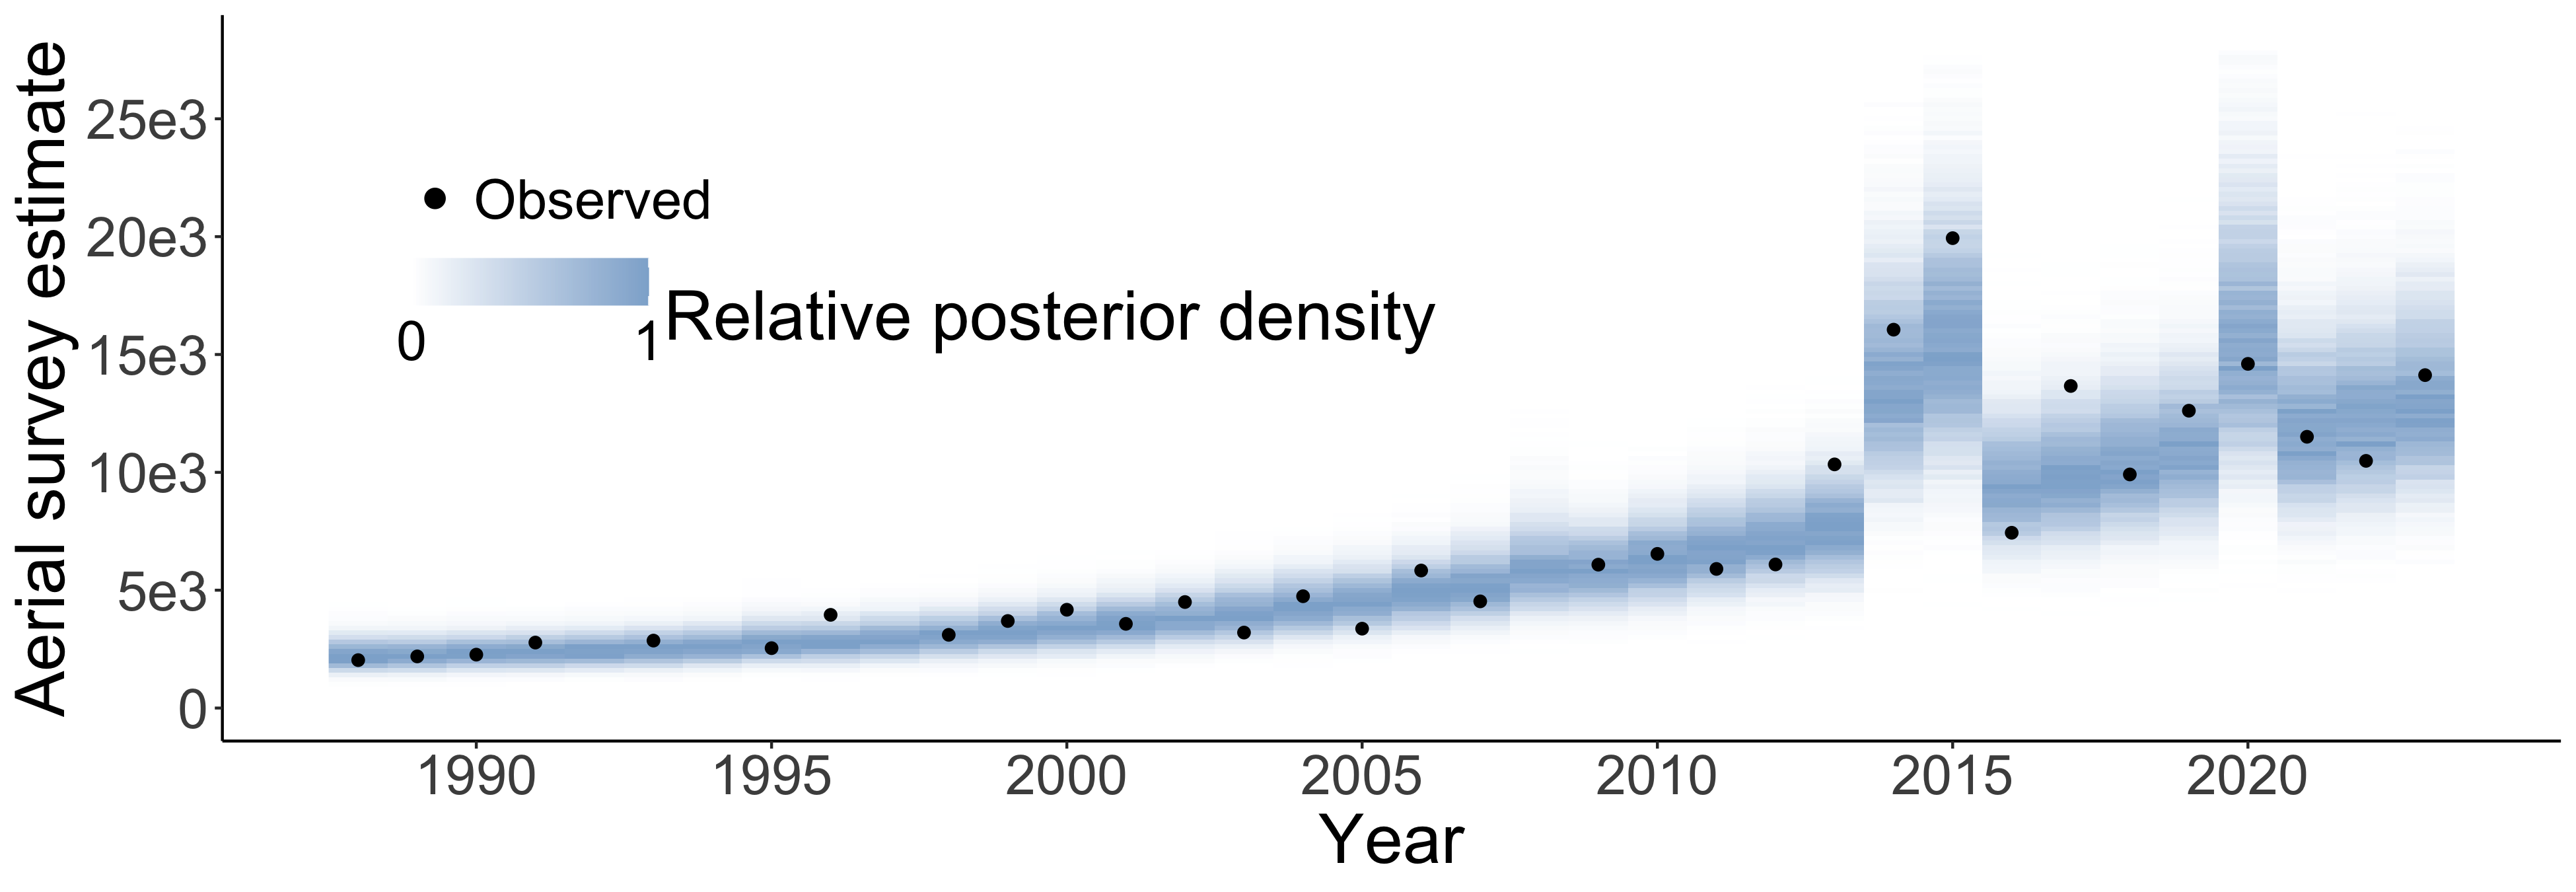 Aerial survey estimate
25e3
20e3
15e3
10e3
5e3
0
Observed
0 1
Relative posterior density
1990 1995 2000 2005 2010 2015 2020
Year